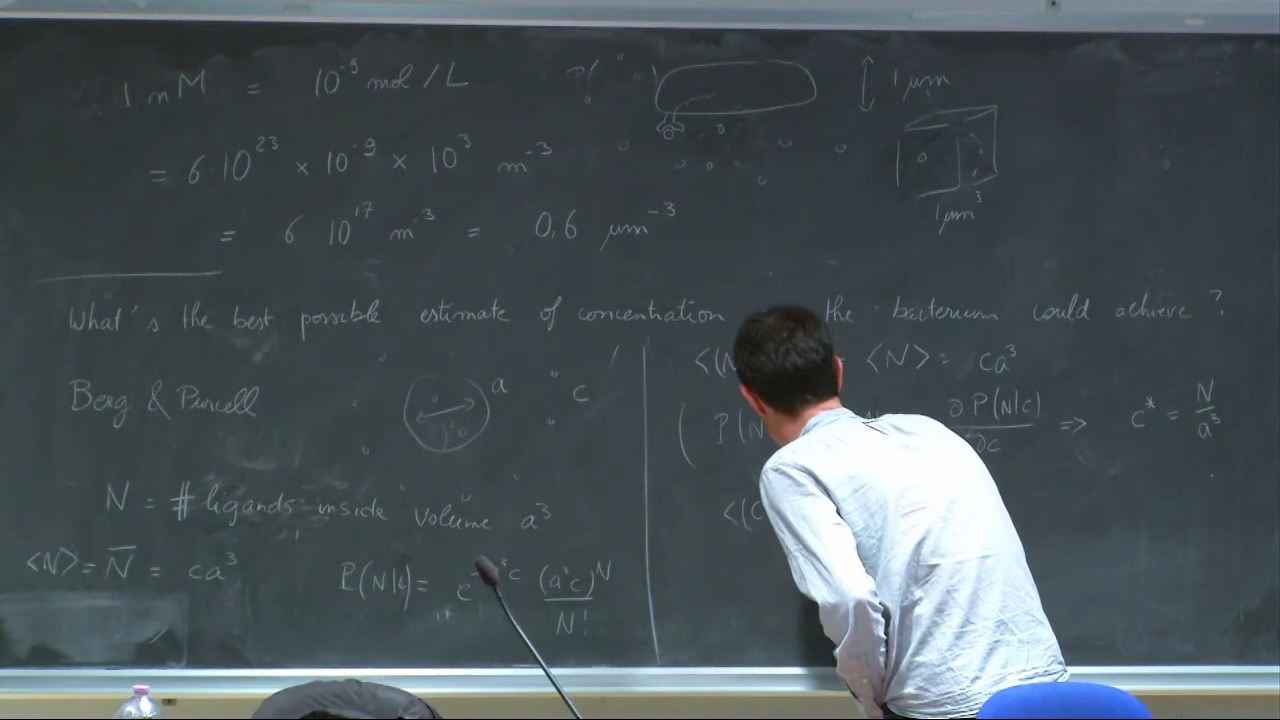 1 nM = 10⁻⁹ mol/L
1 μm
= 6·10²³ × 10⁻⁹ × 10³ m⁻³
1 μm³
= 6 10¹⁷ m⁻³ = 0,6 μm⁻³
What's the best possible estimate of concentration the bacterium could achieve ?
Berg & Purcell
a
c
N = # ligands inside volume a³
<N> = N̅ = ca³
P(N|c) = e⁻ ³c (a³c)ᴺ / N!
<(N <N> = ca³
( P(N ∂P(N|c) / ∂c => c* = N / a³
<(c